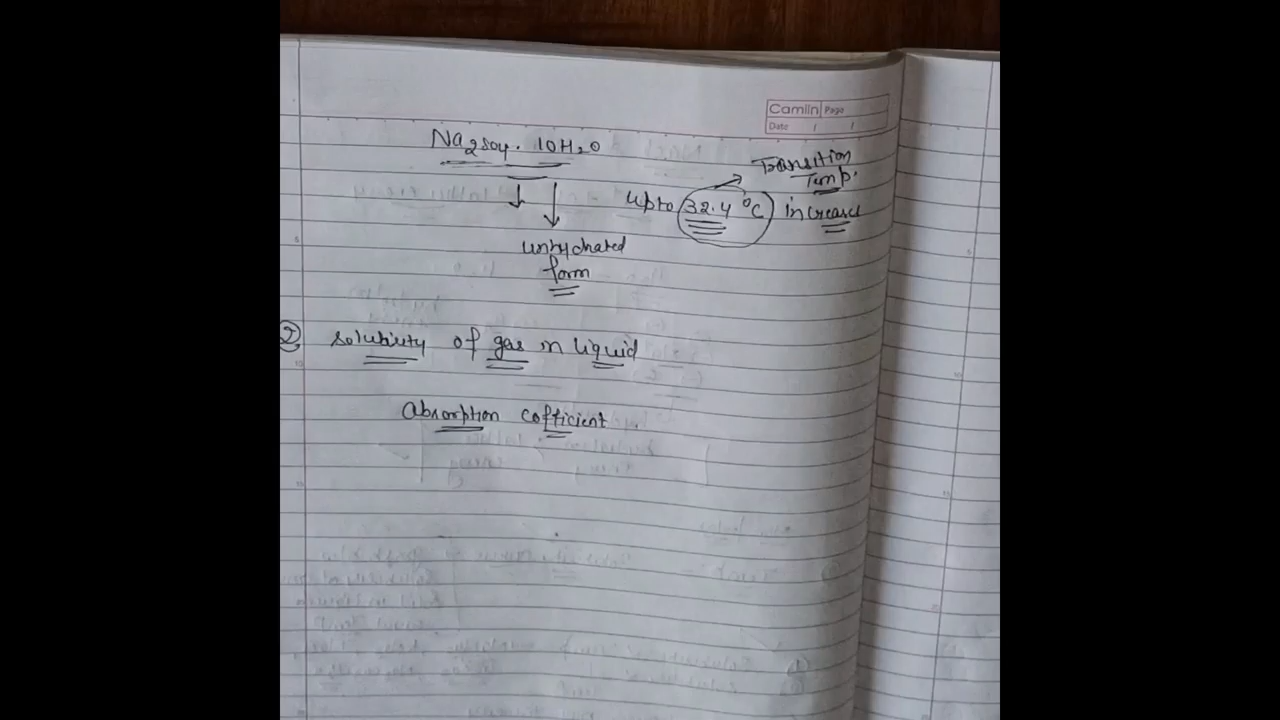 Camlin Page
Date / /
Na2SO4. 10H2O
Transition
Temp.
upto 32.4 °C increases
unhydrated
form
2 solubility of gas in liquid
Absorption cofficient.